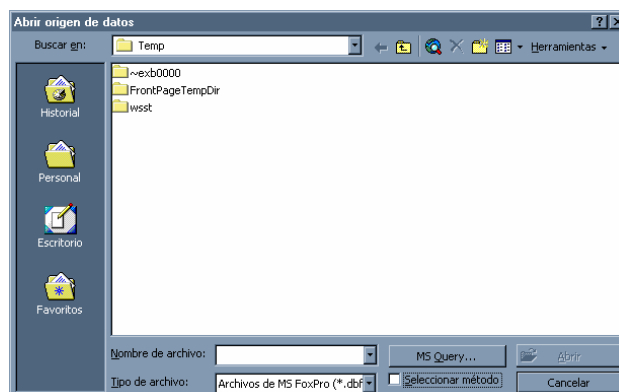 Abrir origen de datos
Buscar en: Temp Herramientas
~exb0000
FrontPageTempDir
wsst
Historial
Personal
Escritorio
Favoritos
Nombre de archivo: MS Query... Abrir
Tipo de archivo: Archivos de MS FoxPro (*.dbf Seleccionar método Cancelar